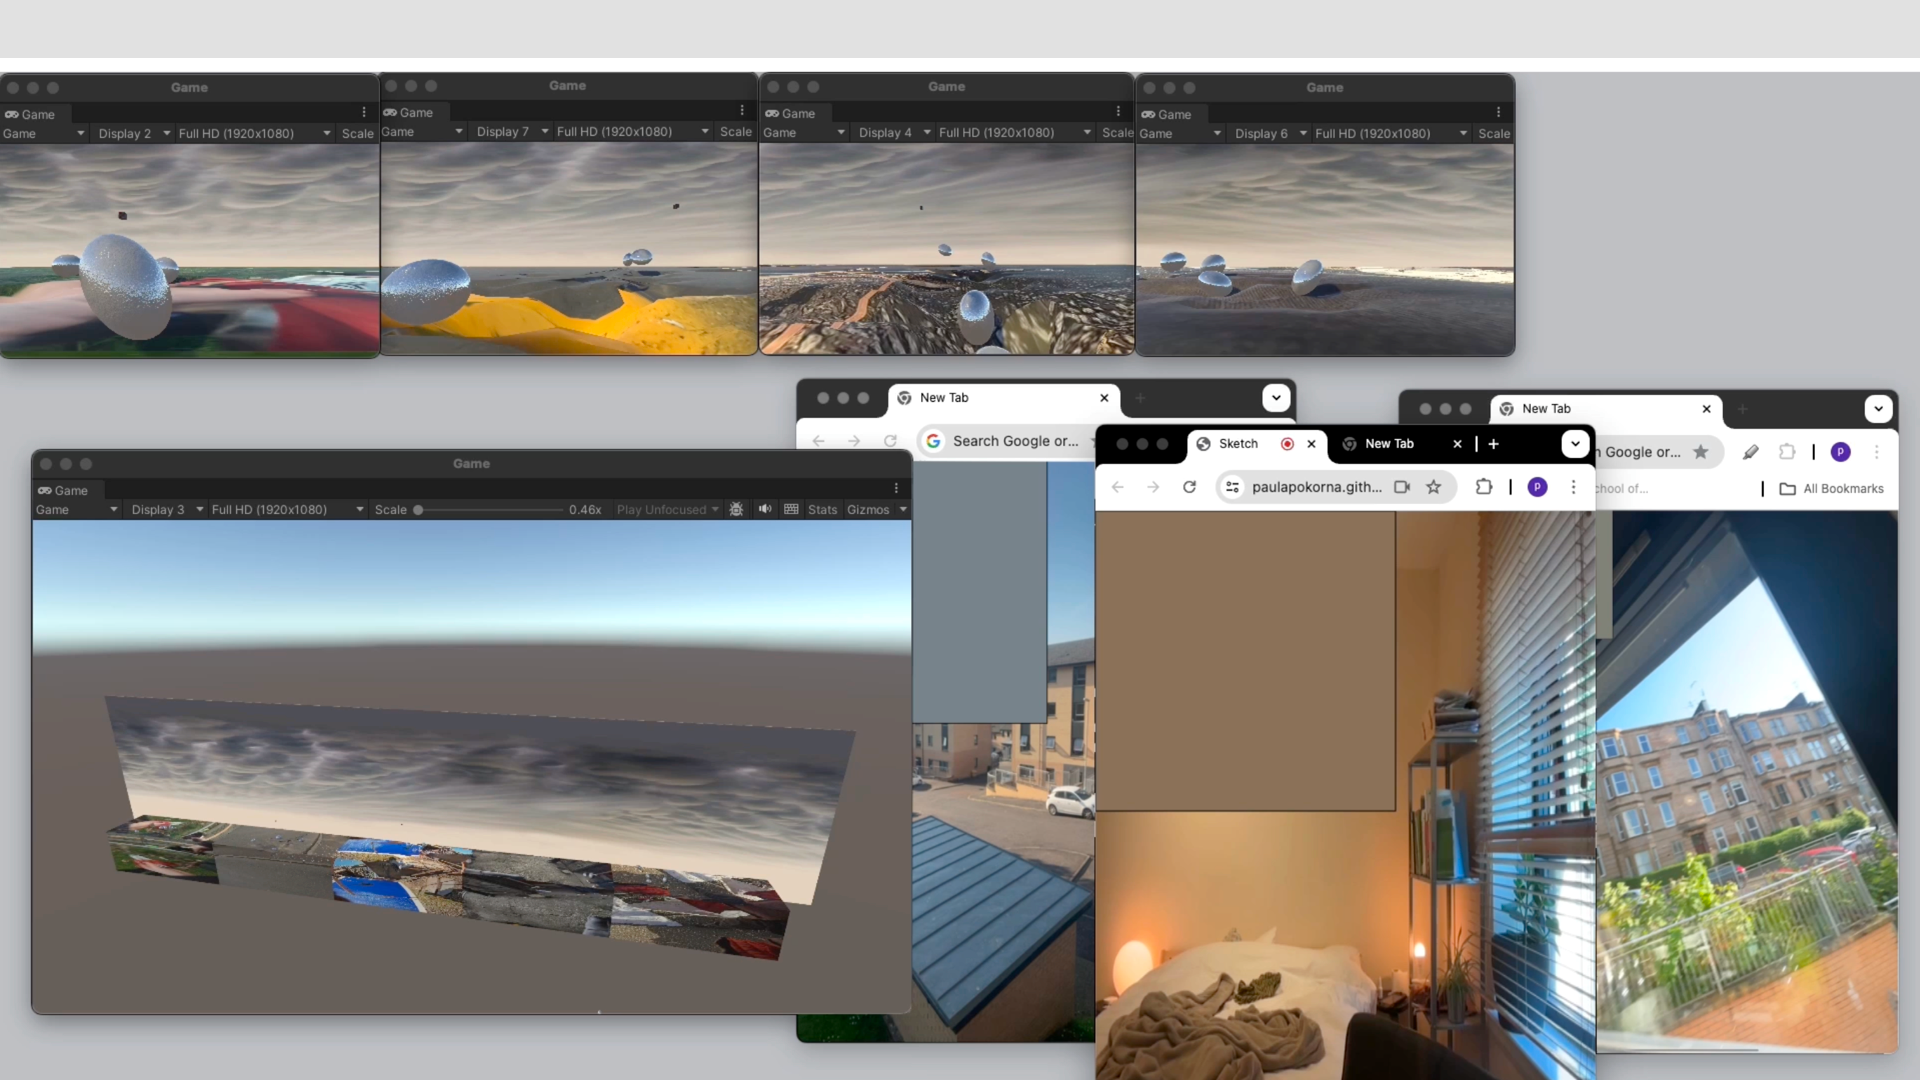 Game
Game
Game Display 2 Full HD (1920x1080) Scale
Game
Game
Game Display 7 Full HD (1920x1080) Scale
Game
Game
Game Display 4 Full HD (1920x1080) Scale
Game
Game
Game Display 6 Full HD (1920x1080) Scale
New Tab
Search Google or...
New Tab
n Google or... p
chool of... All Bookmarks
Sketch New Tab
paulapokorna.gith... p
Game
Game
Game Display 3 Full HD (1920x1080) Scale 0.46x Play Unfocused Stats Gizmos